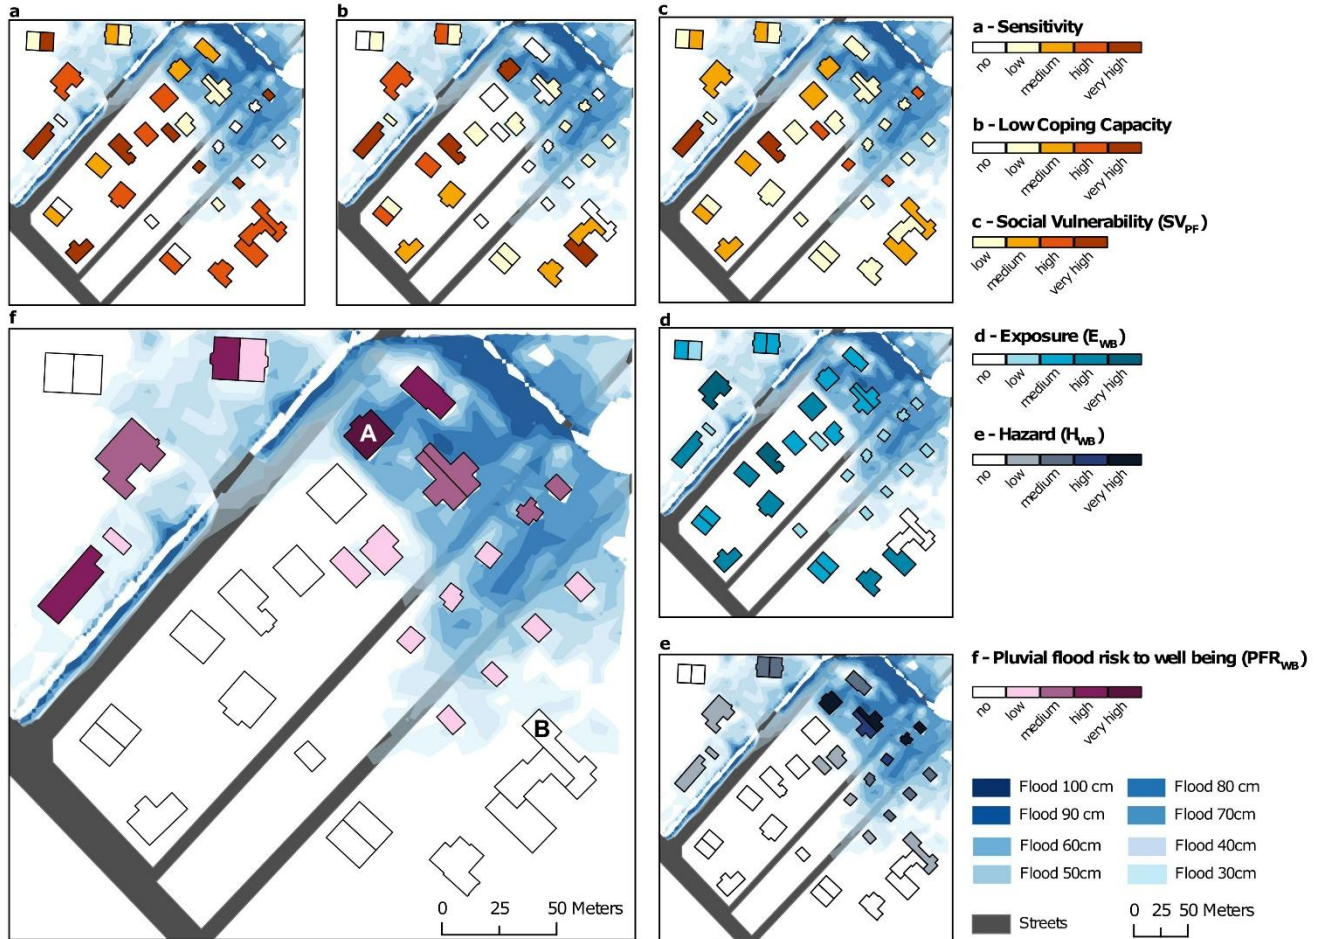 a
b
c
a - Sensitivity
no
low
medium
high
very high
b - Low Coping Capacity
no
low
medium
high
very high
c - Social Vulnerability (SVPF)
low
medium
high
very high
f
A
B
0 25 50 Meters
d
d - Exposure (EWB)
no
low
medium
high
very high
e - Hazard (HWB)
no
low
medium
high
very high
e
f - Pluvial flood risk to well being (PFRWB)
no
low
medium
high
very high
Flood 100 cm
Flood 80 cm
Flood 90 cm
Flood 70cm
Flood 60cm
Flood 40cm
Flood 50cm
Flood 30cm
Streets
0 25 50 Meters